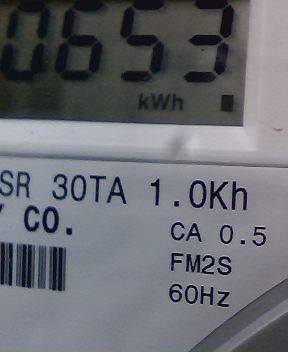 0653
kWh
SR 30TA 1.0Kh
Y CO.
CA 0.5
FM2S
60Hz